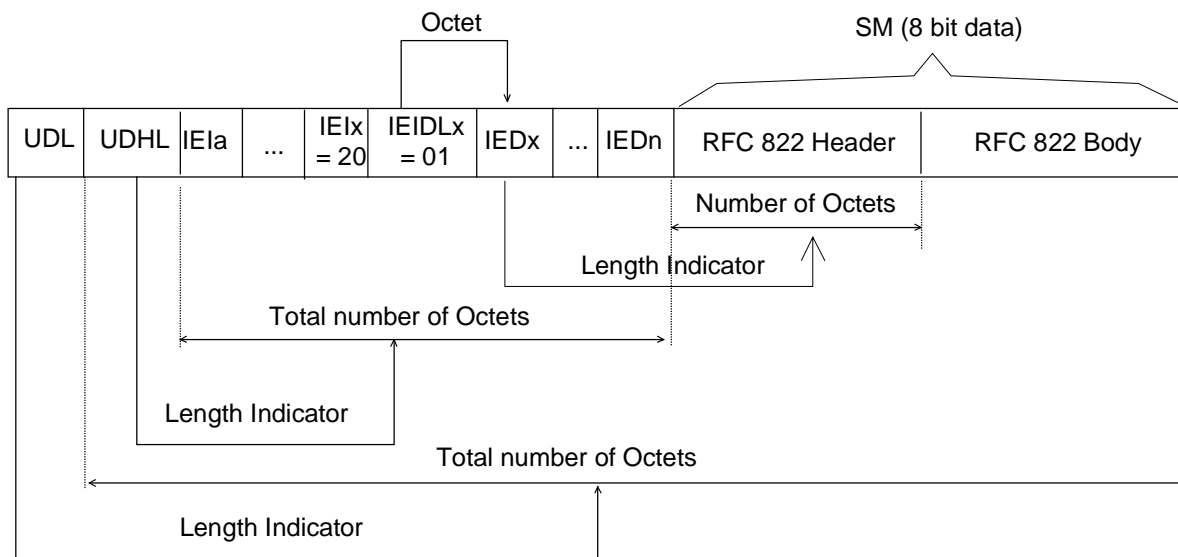 Octet
SM (8 bit data)
UDL UDHL IEIa ... IEIx = 20 IEIDLx = 01 IEDx ... IEDn RFC 822 Header RFC 822 Body
Number of Octets
Length Indicator
Total number of Octets
Length Indicator
Total number of Octets
Length Indicator